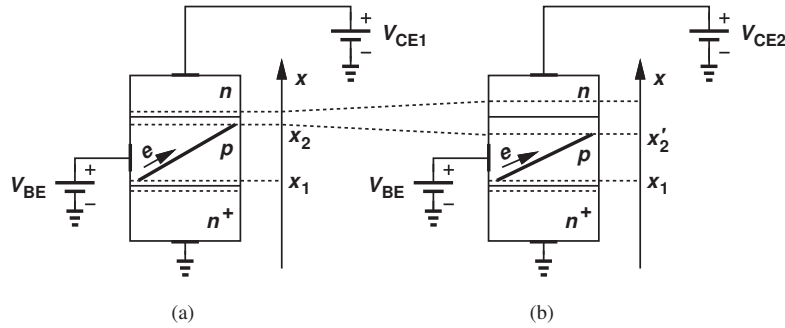 +
V_CE1
−
n
x
e
p
x_2
+
V_BE
−
x_1
n^+
(a)
+
V_CE2
−
n
x
e
p
x′_2
+
V_BE
−
x_1
n^+
(b)